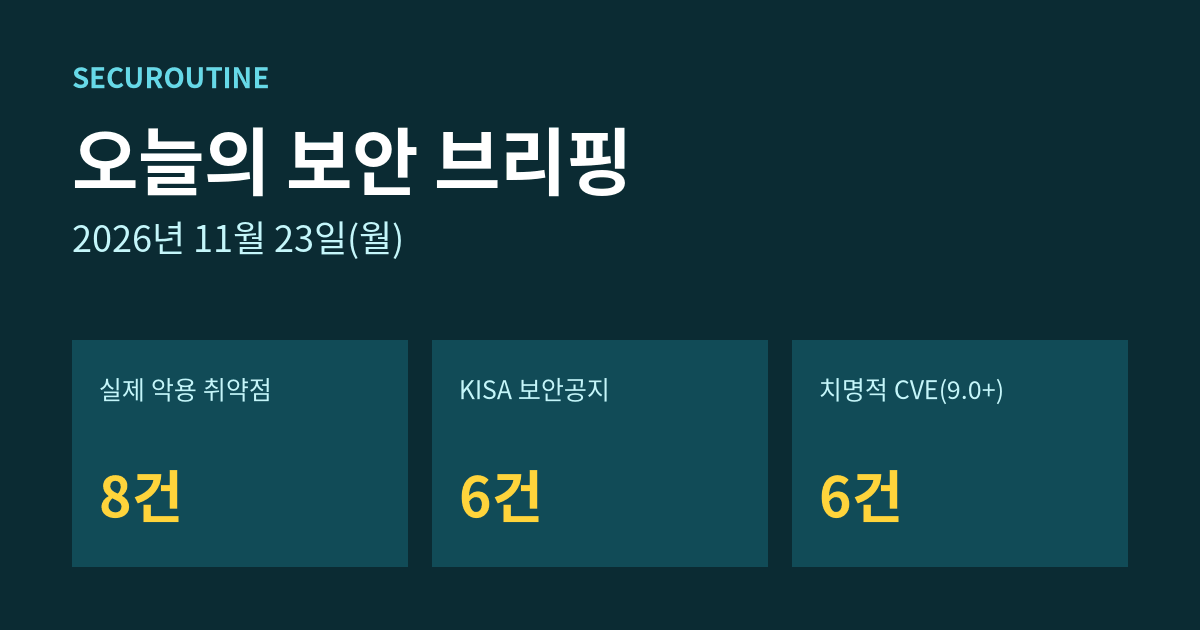 SECUROUTINE
오늘의 보안 브리핑
2026년 11월 23일(월)
실제 악용 취약점
8건
KISA 보안공지
6건
치명적 CVE(9.0+)
6건